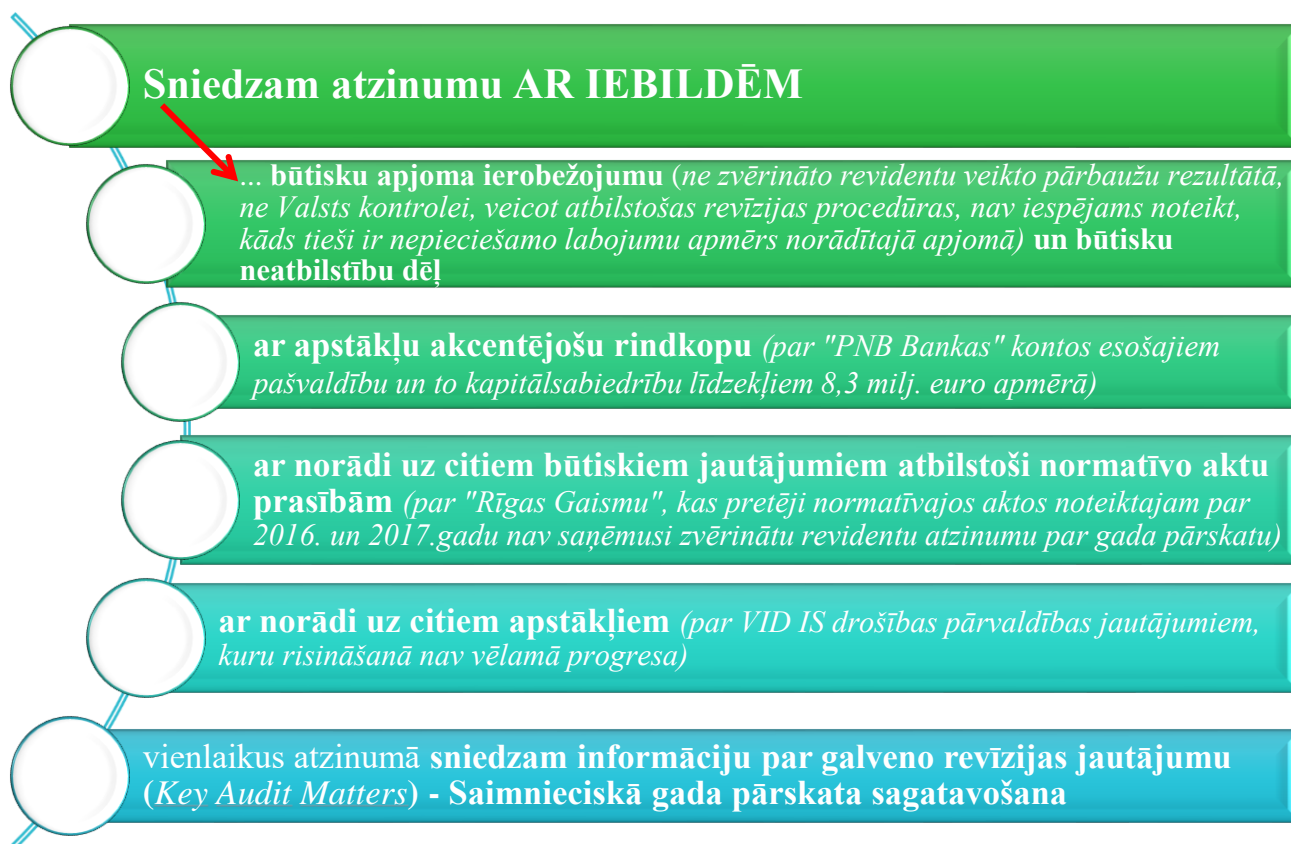 Sniedzam atzinumu AR IEBILDĒM
... būtisku apjoma ierobežojumu (ne zvērināto revidentu veikto pārbaužu rezultātā,
ne Valsts kontrolei, veicot atbilstošas revīzijas procedūras, nav iespējams noteikt,
kāds tieši ir nepieciešamo labojumu apmērs norādītajā apjomā) un būtisku
neatbilstību dēļ
ar apstākļu akcentējošu rindkopu (par "PNB Bankas" kontos esošajiem
pašvaldību un to kapitālsabiedrību līdzekļiem 8,3 milj. euro apmērā)
ar norādi uz citiem būtiskiem jautājumiem atbilstoši normatīvo aktu
prasībām (par "Rīgas Gaismu", kas pretēji normatīvajos aktos noteiktajam par
2016. un 2017.gadu nav saņēmusi zvērinātu revidentu atzinumu par gada pārskatu)
ar norādi uz citiem apstākļiem (par VID IS drošības pārvaldības jautājumiem,
kuru risināšanā nav vēlamā progresa)
vienlaikus atzinumā sniedzam informāciju par galveno revīzijas jautājumu
(Key Audit Matters) - Saimnieciskā gada pārskata sagatavošana